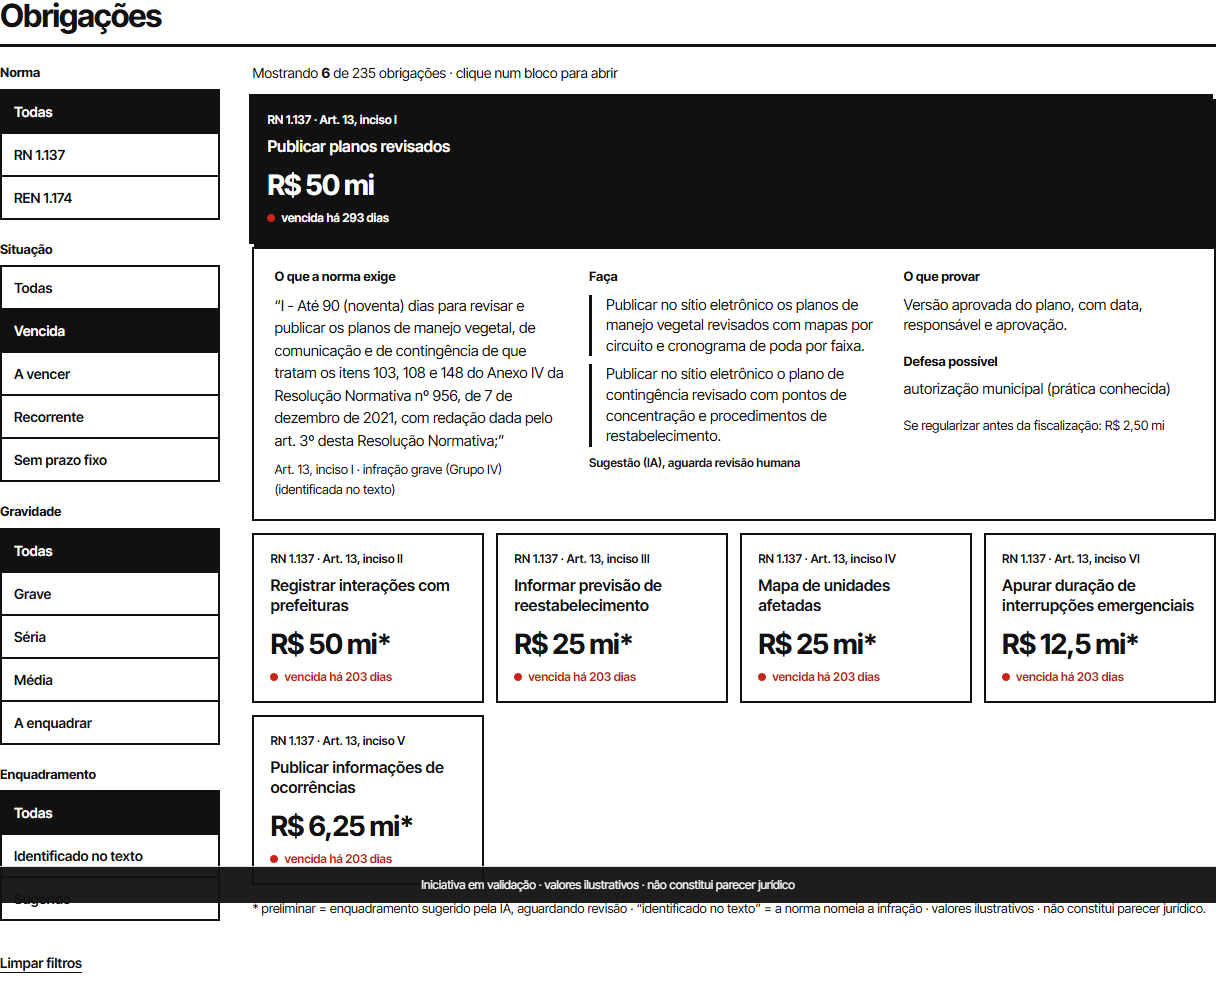 Obrigações
Norma
Todas
RN 1.137
REN 1.174
Situação
Todas
Vencida
A vencer
Recorrente
Sem prazo fixo
Gravidade
Todas
Grave
Séria
Média
A enquadrar
Enquadramento
Todas
Identificado no texto
Sugerido
Limpar filtros
Mostrando 6 de 235 obrigações · clique num bloco para abrir
RN 1.137 · Art. 13, inciso I
Publicar planos revisados
R$ 50 mi
vencida há 293 dias
O que a norma exige
“I - Até 90 (noventa) dias para revisar e
publicar os planos de manejo vegetal, de
comunicação e de contingência de que
tratam os itens 103, 108 e 148 do Anexo IV da
Resolução Normativa nº 956, de 7 de
dezembro de 2021, com redação dada pelo
art. 3º desta Resolução Normativa;”
Art. 13, inciso I · infração grave (Grupo IV)
(identificada no texto)
Faça
Publicar no sítio eletrônico os planos de
manejo vegetal revisados com mapas por
circuito e cronograma de poda por faixa.
Publicar no sítio eletrônico o plano de
contingência revisado com pontos de
concentração e procedimentos de
restabelecimento.
Sugestão (IA), aguarda revisão humana
O que provar
Versão aprovada do plano, com data,
responsável e aprovação.
Defesa possível
autorização municipal (prática conhecida)
Se regularizar antes da fiscalização: R$ 2,50 mi
RN 1.137 · Art. 13, inciso II
Registrar interações com
prefeituras
R$ 50 mi*
vencida há 203 dias
RN 1.137 · Art. 13, inciso III
Informar previsão de
reestabelecimento
R$ 25 mi*
vencida há 203 dias
RN 1.137 · Art. 13, inciso IV
Mapa de unidades
afetadas
R$ 25 mi*
vencida há 203 dias
RN 1.137 · Art. 13, inciso VI
Apurar duração de
interrupções emergenciais
R$ 12,5 mi*
vencida há 203 dias
RN 1.137 · Art. 13, inciso V
Publicar informações de
ocorrências
R$ 6,25 mi*
vencida há 203 dias
Iniciativa em validação · valores ilustrativos · não constitui parecer jurídico
* preliminar = enquadramento sugerido pela IA, aguardando revisão · “identificado no texto” = a norma nomeia a infração · valores ilustrativos · não constitui parecer jurídico.